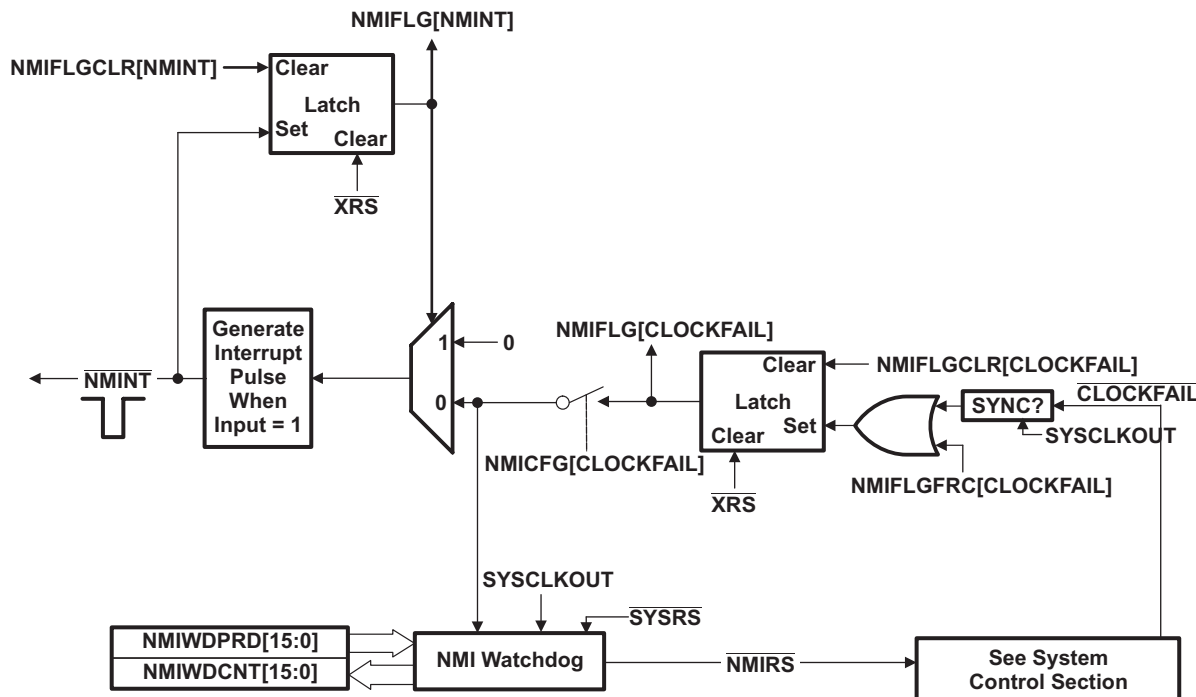 NMIFLG[NMINT]
NMIFLGCLR[NMINT]
Clear
Latch
Set
Clear
XRS
Generate
Interrupt
Pulse
When
Input = 1
NMINT
1
0
0
NMIFLG[CLOCKFAIL]
NMICFG[CLOCKFAIL]
Clear
Latch
Set
Clear
XRS
NMIFLGCLR[CLOCKFAIL]
CLOCKFAIL
SYNC?
SYSCLKOUT
NMIFLGFRC[CLOCKFAIL]
SYSCLKOUT
SYSRS
NMIWDPRD[15:0]
NMIWDCNT[15:0]
NMI Watchdog
NMIRS
See System
Control Section